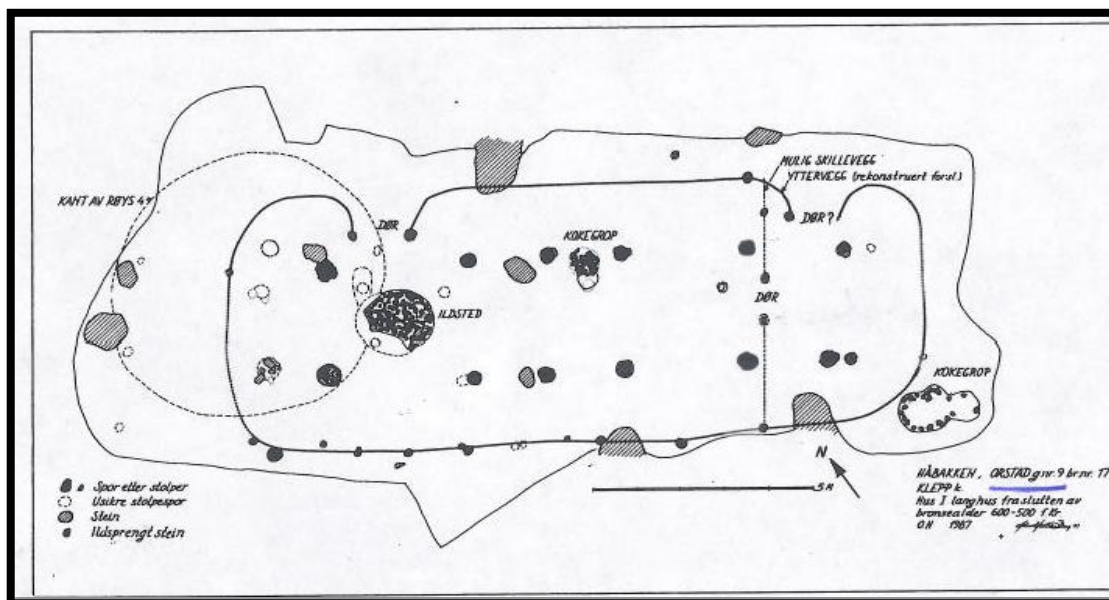 KANT AV RØYS 44
DØR
KOKEGROP
ILDSTED
DØR
MULIG SKILLEVEGG
YTTERVEGG (rekonstruert forsl.)
DØR?
KOKEGROP
Spor etter stolper
Usikre stolpespor
Stein
Ildsprengt stein
5 M
N
HÅBAKKEN, ORSTAD gnr. 9 br.nr. 17
KLEPP k.
Hus I langhus fra slutten av
bronsealder 600-500 f.Kr.
O H 1987